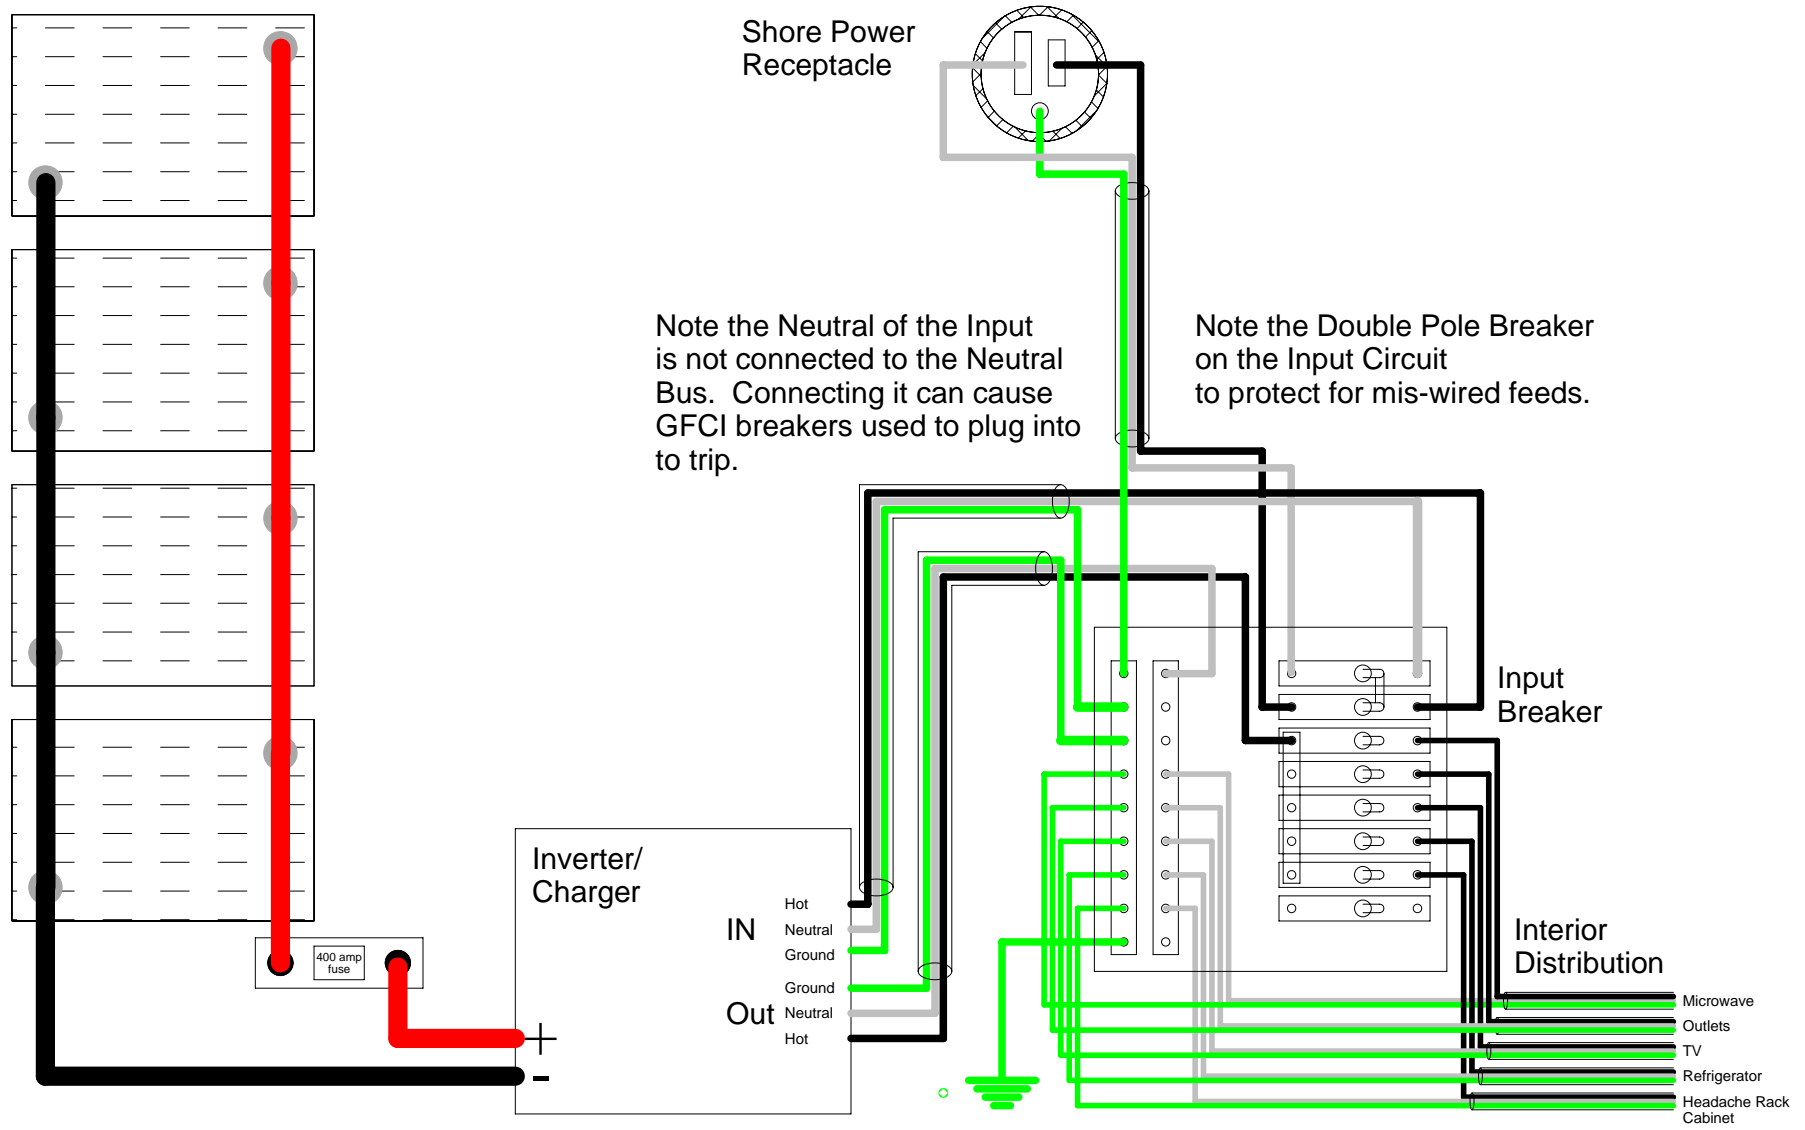 Shore Power
Receptacle
Note the Neutral of the Input
is not connected to the Neutral
Bus.  Connecting it can cause
GFCI breakers used to plug into
to trip.
Note the Double Pole Breaker
on the Input Circuit
to protect for mis-wired feeds.
Input
Breaker
Inverter/
Charger
IN
Hot
Neutral
Ground
Out
Ground
Neutral
Hot
+
-
400 amp
fuse
Interior
Distribution
Microwave
Outlets
TV
Refrigerator
Headache Rack
Cabinet